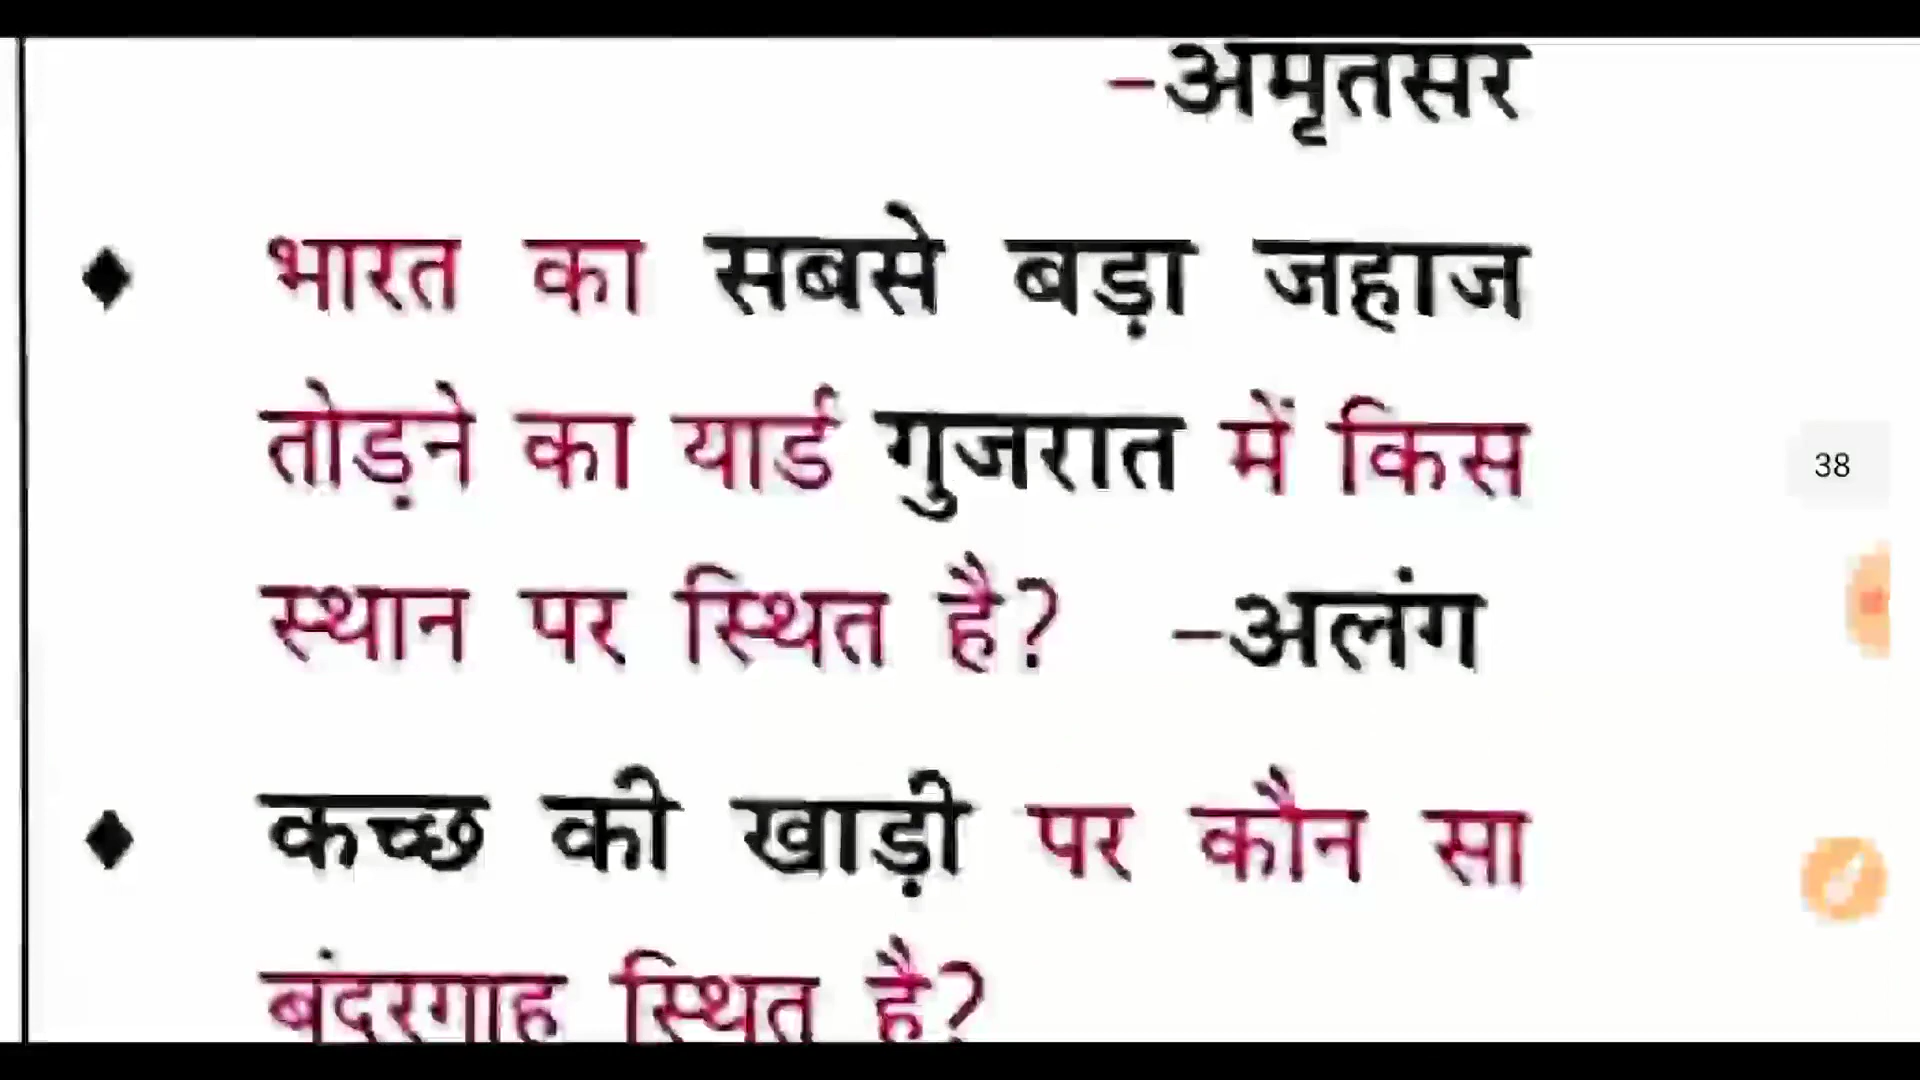 –अमृतसर
♦ भारत का सबसे बड़ा जहाज
तोड़ने का यार्ड गुजरात में किस
स्थान पर स्थित है? –अलंग
38
♦ कच्छ की खाड़ी पर कौन सा
बंदरगाह स्थित है?